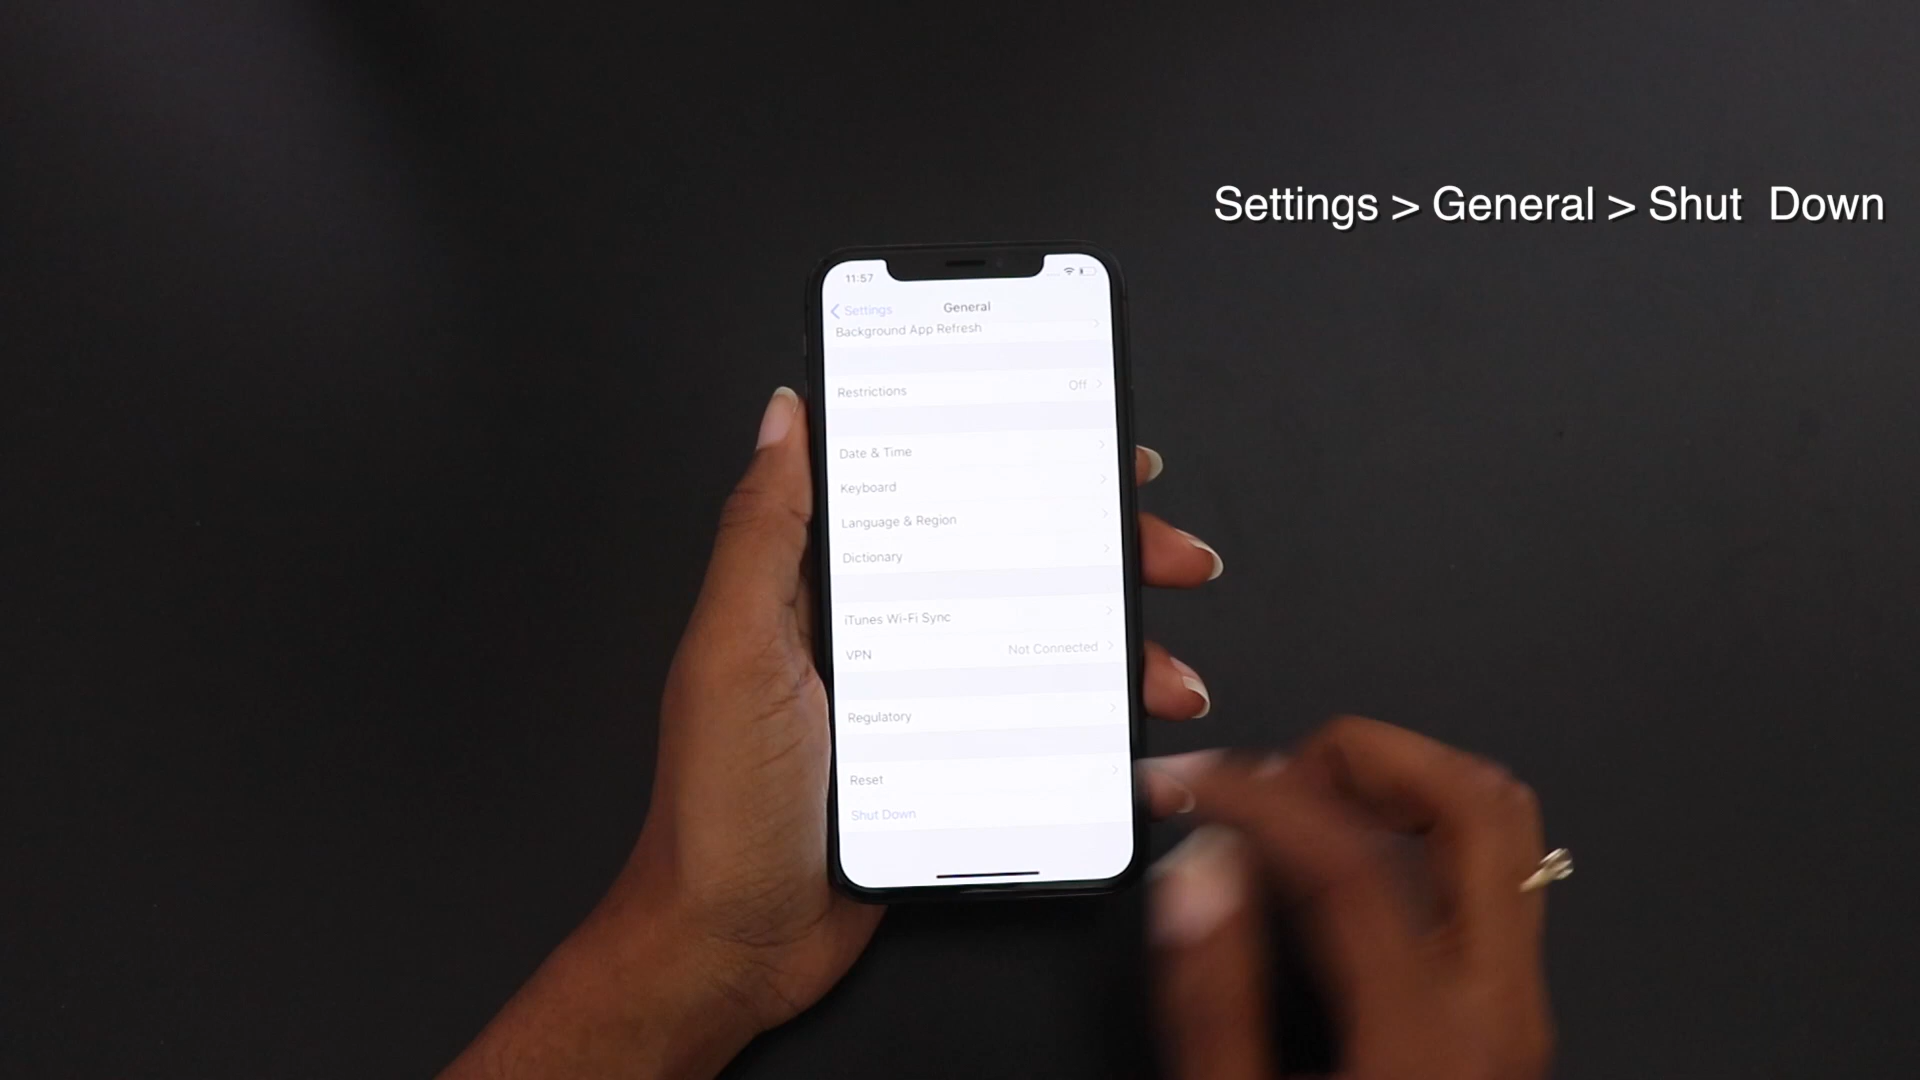 Settings > General > Shut  Down
11:57
Settings
General
Background App Refresh
Restrictions Off
Date & Time
Keyboard
Language & Region
Dictionary
iTunes Wi-Fi Sync
VPN Not Connected
Regulatory
Reset
Shut Down